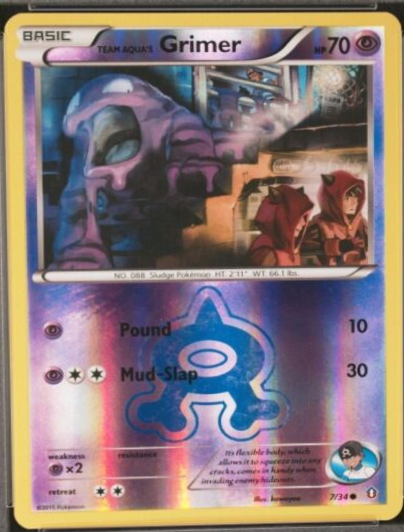 BASIC
TEAM AQUA'S Grimer HP70
NO. 088 Sludge Pokémon HT: 2'11" WT: 66.1 lbs.
Pound 10
Mud-Slap 30
weakness
×2
resistance
retreat
Its flexible body, which
allows it to squeeze into any
cracks, comes in handy when
invading enemy hideouts.
©2015 Pokémon
Illus. kawayoo
7/34